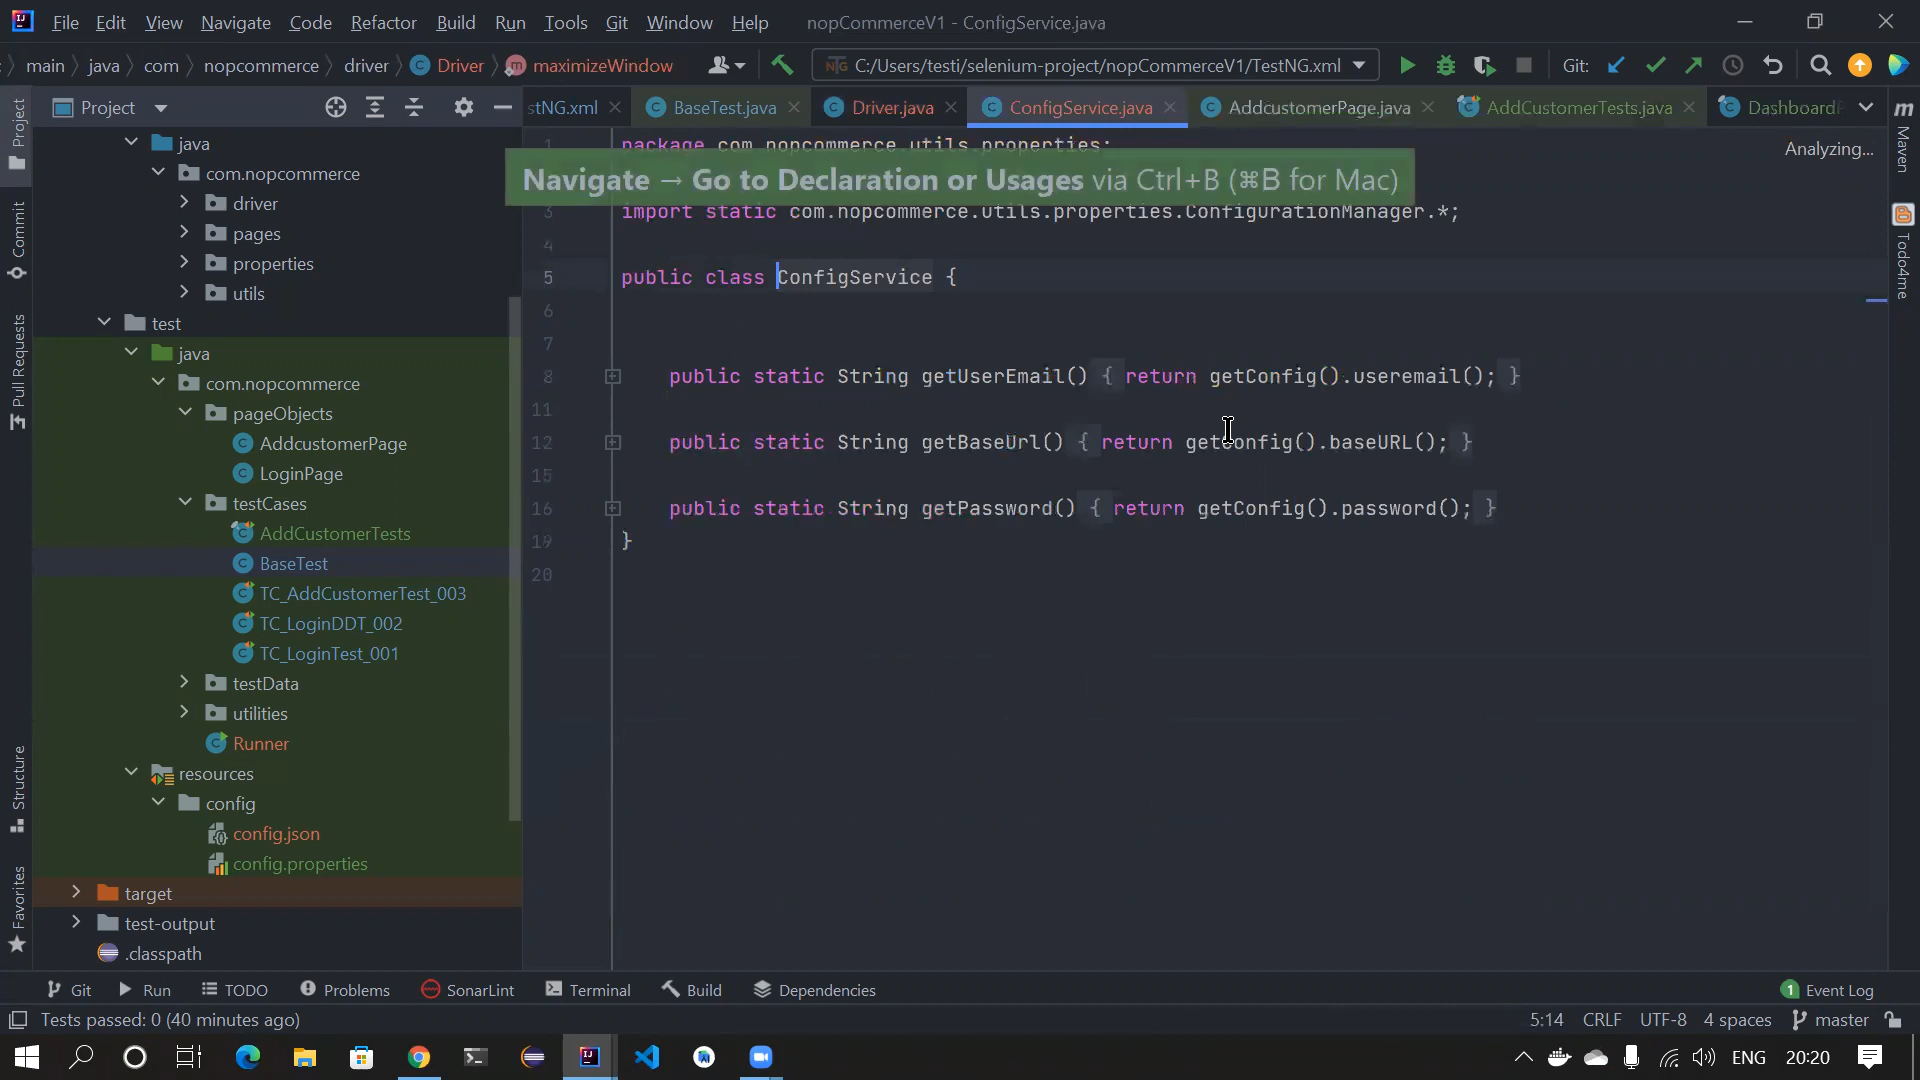 File Edit View Navigate Code Refactor Build Run Tools Git Window Help nopCommerceV1 - ConfigService.java
main java com nopcommerce driver Driver maximizeWindow C:/Users/testi/selenium-project/nopCommerceV1/TestNG.xml Git:
Project
stNG.xml BaseTest.java Driver.java ConfigService.java AddcustomerPage.java AddCustomerTests.java Dashboard
Analyzing...
1 package com.nopcommerce.utils.properties;
Navigate → Go to Declaration or Usages via Ctrl+B (⌘B for Mac)
3 import static com.nopcommerce.utils.properties.ConfigurationManager.*;
4
5 public class ConfigService {
6
7
8 public static String getUserEmail() { return getConfig().useremail(); }
11
12 public static String getBaseUrl() { return getConfig().baseURL(); }
15
16 public static String getPassword() { return getConfig().password(); }
19 }
20
java
com.nopcommerce
driver
pages
properties
utils
test
java
com.nopcommerce
pageObjects
AddcustomerPage
LoginPage
testCases
AddCustomerTests
BaseTest
TC_AddCustomerTest_003
TC_LoginDDT_002
TC_LoginTest_001
testData
utilities
Runner
resources
config
config.json
config.properties
target
test-output
.classpath
Project
Commit
Pull Requests
Structure
Favorites
m
Maven
Todo4me
Git Run TODO Problems SonarLint Terminal Build Dependencies 1 Event Log
Tests passed: 0 (40 minutes ago) 5:14 CRLF UTF-8 4 spaces master
ENG 20:20